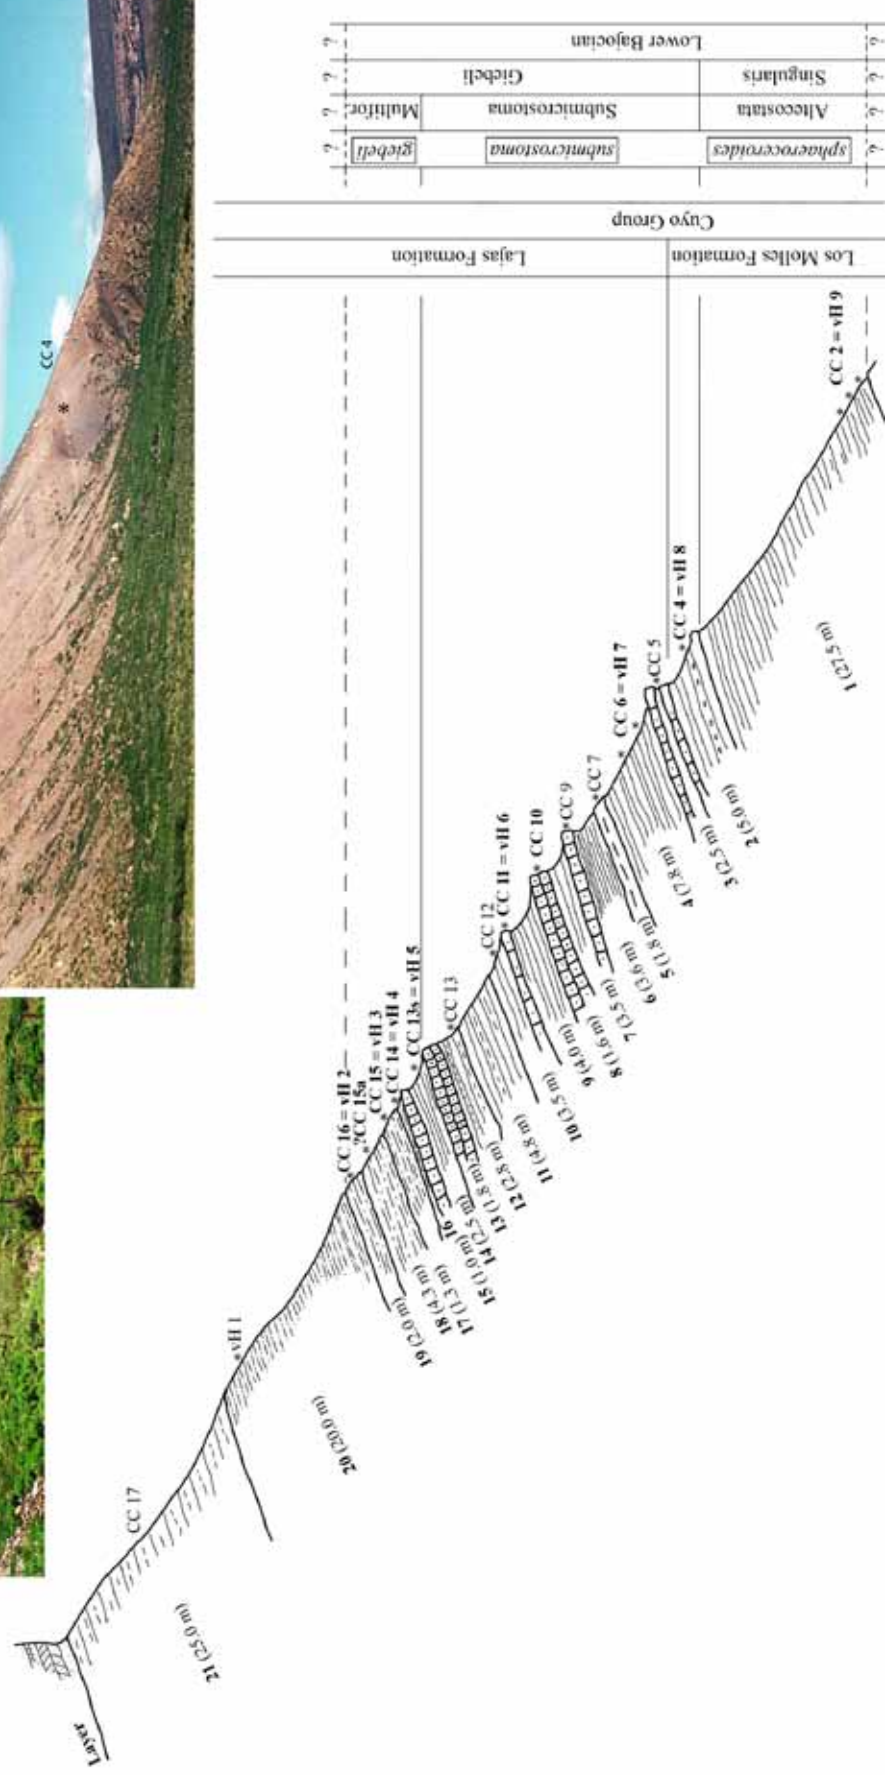 CC 4
*
? Lower Bajocian ?
? Giebeli Singularis ?
? Multifor. Submicrostoma Altecostata ?
? giebeli submicrostoma sphaerocerоides ?
Cuyo Group
Lajas Formation Los Molles Formation
Layer
CC 17
*vH 1
*CC 16 = vH 2
*?CC 15a
*CC 15 = vH 3
*CC 14 = vH 4
* CC 13s = vH 5
*CC 13
*CC 12
*CC 11 = vH 6
* CC 10
*CC 9
*CC 7
* * CC 6 = vH 7
*CC 5
*CC 4 = vH 8
* * * CC 2 = vH 9
21 (25.0 m)
20 (20.0 m)
19 (2.0 m)
18 (4.3 m)
17 (1.3 m)
16
15 (1.0 m)
14 (2.5 m)
13 (1.8 m)
12 (2.8 m)
11 (4.8 m)
10 (3.5 m)
9 (4.0 m)
8 (1.6 m)
7 (3.5 m)
6 (3.6 m)
5 (1.8 m)
4 (7.8 m)
3 (2.5 m)
2 (5.0 m)
1 (27.5 m)